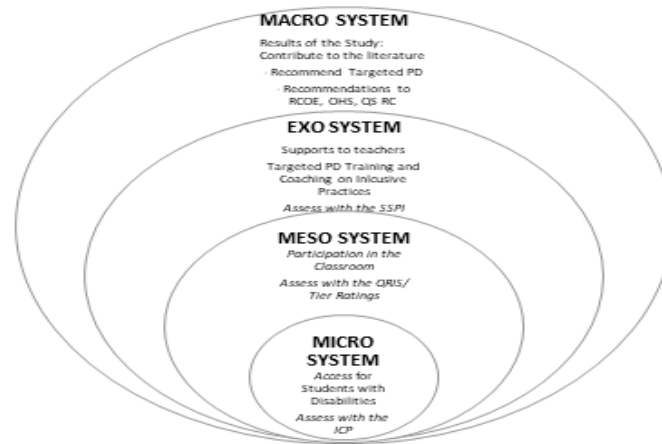 MACRO SYSTEM
Results of the Study:
Contribute to the literature
· Recommend Targeted PD
· Recommendations to
RCOE, OHS, QS RC
EXO SYSTEM
Supports to teachers
Targeted PD Training and
Coaching on Inlcusive
Practices
Assess with the SSPI
MESO SYSTEM
Participation in the
Classroom
Assess with the QRIS/
Tier Ratings
MICRO
SYSTEM
Access for
Students with
Disabilities
Assess with the
ICP